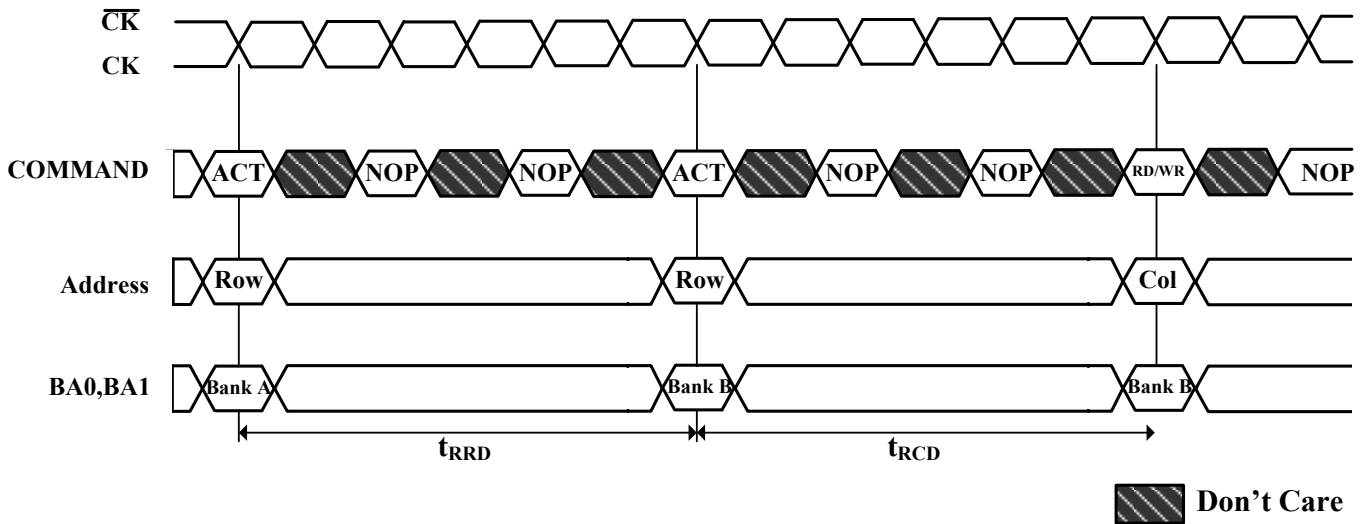 C̅K̅
CK
COMMAND ACT NOP NOP ACT NOP NOP RD/WR NOP
Address Row Row Col
BA0,BA1 Bank A Bank B Bank B
tRRD tRCD
Don’t Care